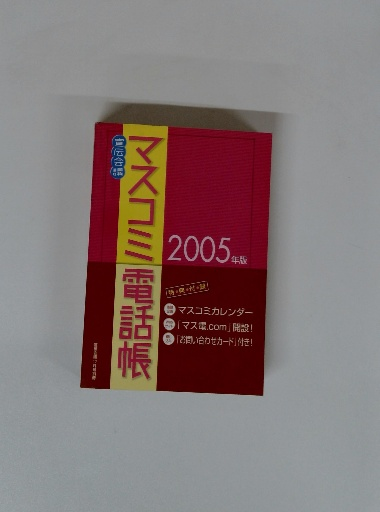 宣伝会議
マスコミ電話帳
2005年版
マスコミカレンダー
「マス電.com」開設!
「お問い合わせカード」付き!